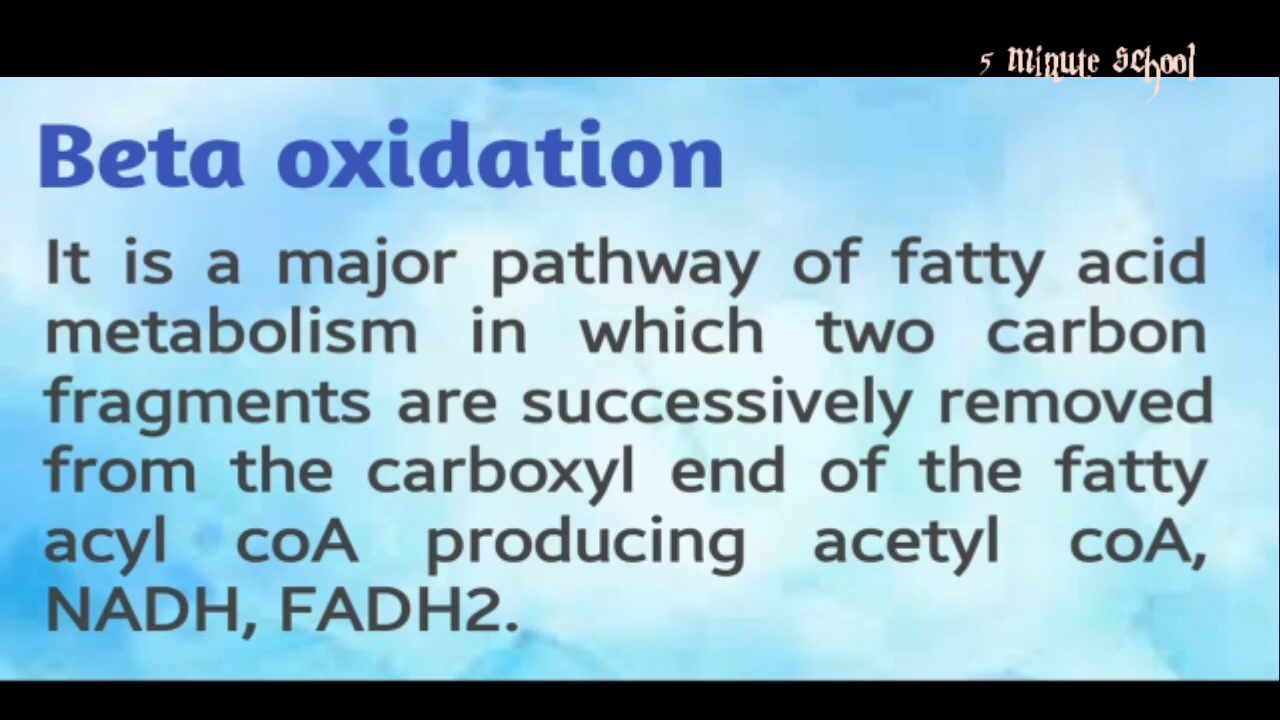 5 Minute School
Beta oxidation
It is a major pathway of fatty acid
metabolism in which two carbon
fragments are successively removed
from the carboxyl end of the fatty
acyl coA producing acetyl coA,
NADH, FADH2.